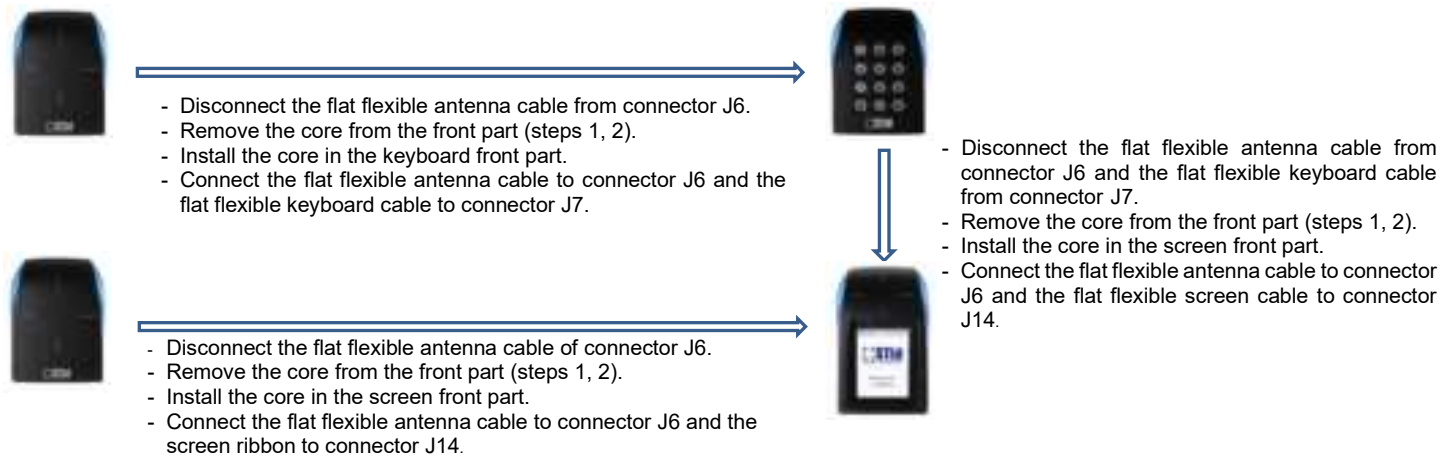 - Disconnect the flat flexible antenna cable from connector J6.
- Remove the core from the front part (steps 1, 2).
- Install the core in the keyboard front part.
- Connect the flat flexible antenna cable to connector J6 and the
flat flexible keyboard cable to connector J7.
- Disconnect the flat flexible antenna cable from
connector J6 and the flat flexible keyboard cable
from connector J7.
- Remove the core from the front part (steps 1, 2).
- Install the core in the screen front part.
- Connect the flat flexible antenna cable to connector
J6 and the flat flexible screen cable to connector
J14.
- Disconnect the flat flexible antenna cable of connector J6.
- Remove the core from the front part (steps 1, 2).
- Install the core in the screen front part.
- Connect the flat flexible antenna cable to connector J6 and the
screen ribbon to connector J14.